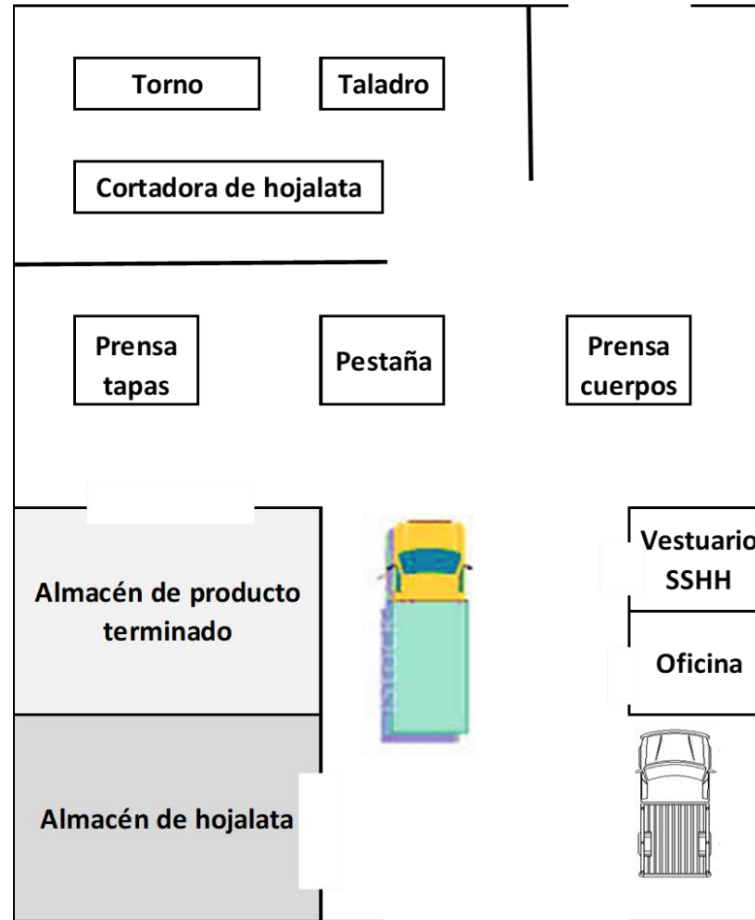 Torno
Taladro
Cortadora de hojalata
Prensa
tapas
Pestaña
Prensa
cuerpos
Almacén de producto
terminado
Vestuario
SSHH
Oficina
Almacén de hojalata